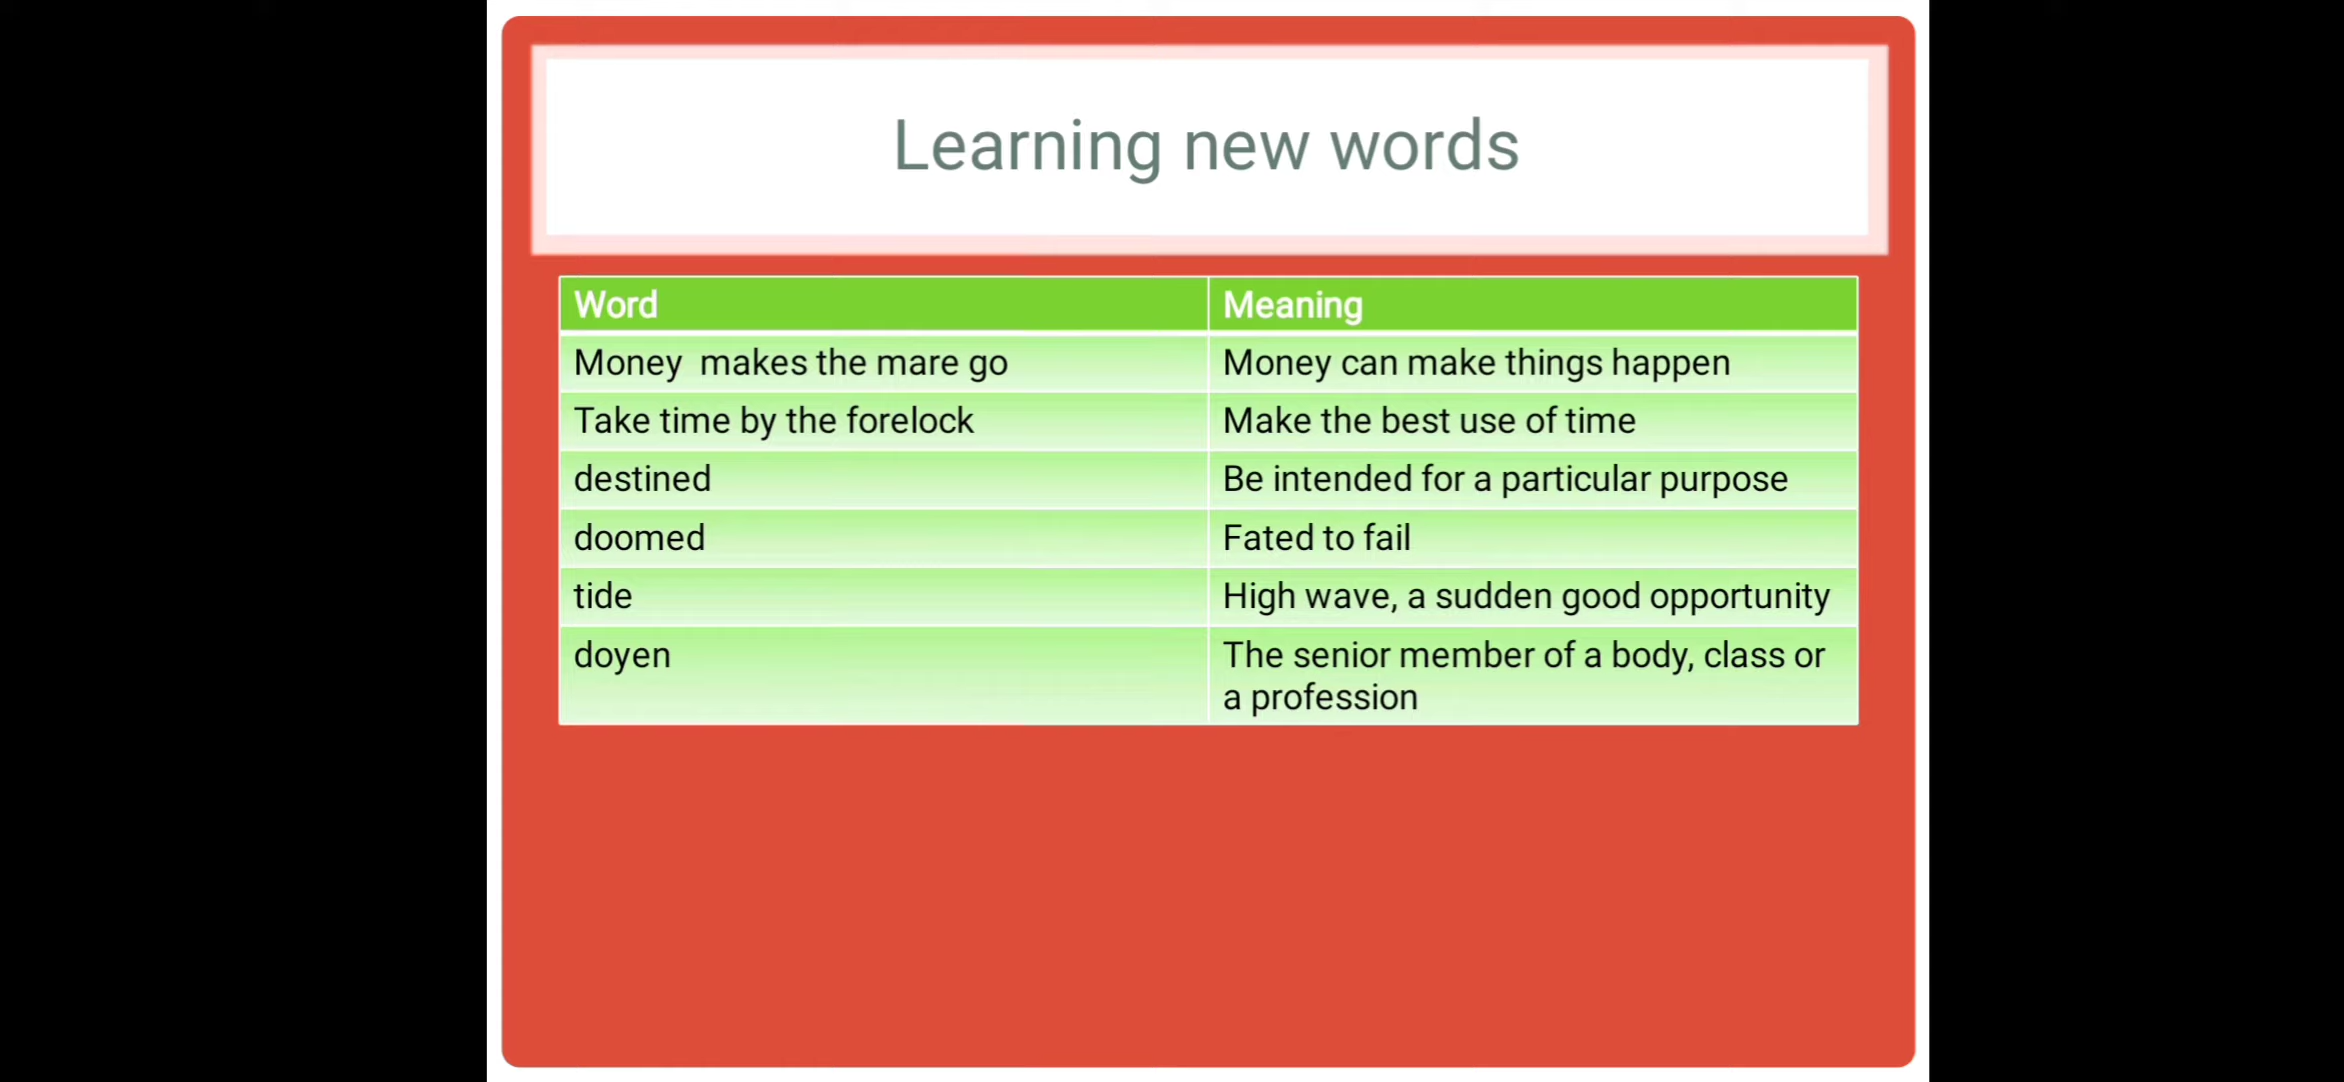 Learning new words
Word Meaning
Money  makes the mare go Money can make things happen
Take time by the forelock Make the best use of time
destined Be intended for a particular purpose
doomed Fated to fail
tide High wave, a sudden good opportunity
doyen The senior member of a body, class or
a profession